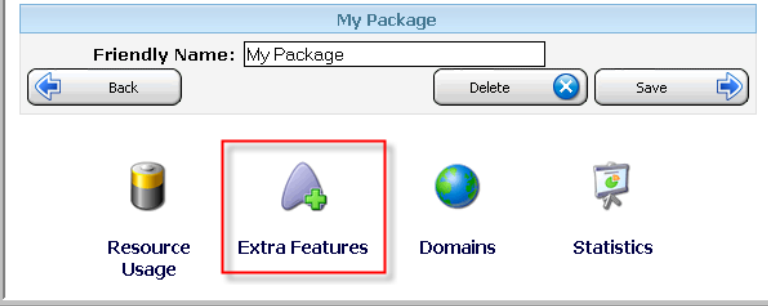 My Package
Friendly Name: My Package
Back Delete Save
Resource Usage Extra Features Domains Statistics